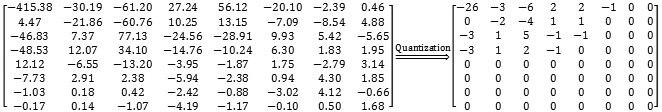 −415.38 −30.19 −61.20 27.24 56.12 −20.10 −2.39 0.46 −26 −3 −6 2 2 −1 0 0 0
4.47 −21.86 −60.76 10.25 13.15 −7.09 −8.54 4.88 0 −2 −4 1 1 0 0 0
−46.83 7.37 77.13 −24.56 −28.91 9.93 5.42 −5.65 −3 1 5 −1 −1 0 0 0
−48.53 12.07 34.10 −14.76 −10.24 6.30 1.83 1.95 Quantization −3 1 2 −1 0 0 0 0
12.12 −6.55 −13.20 −3.95 −1.87 1.75 −2.79 3.14 0 0 0 0 0 0 0 0
−7.73 2.91 2.38 −5.94 −2.38 0.94 4.30 1.85 0 0 0 0 0 0 0 0
−1.03 0.18 0.42 −2.42 −0.88 −3.02 4.12 −0.66 0 0 0 0 0 0 0 0
−0.17 0.14 −1.07 −4.19 −1.17 −0.10 0.50 1.68 0 0 0 0 0 0 0 0